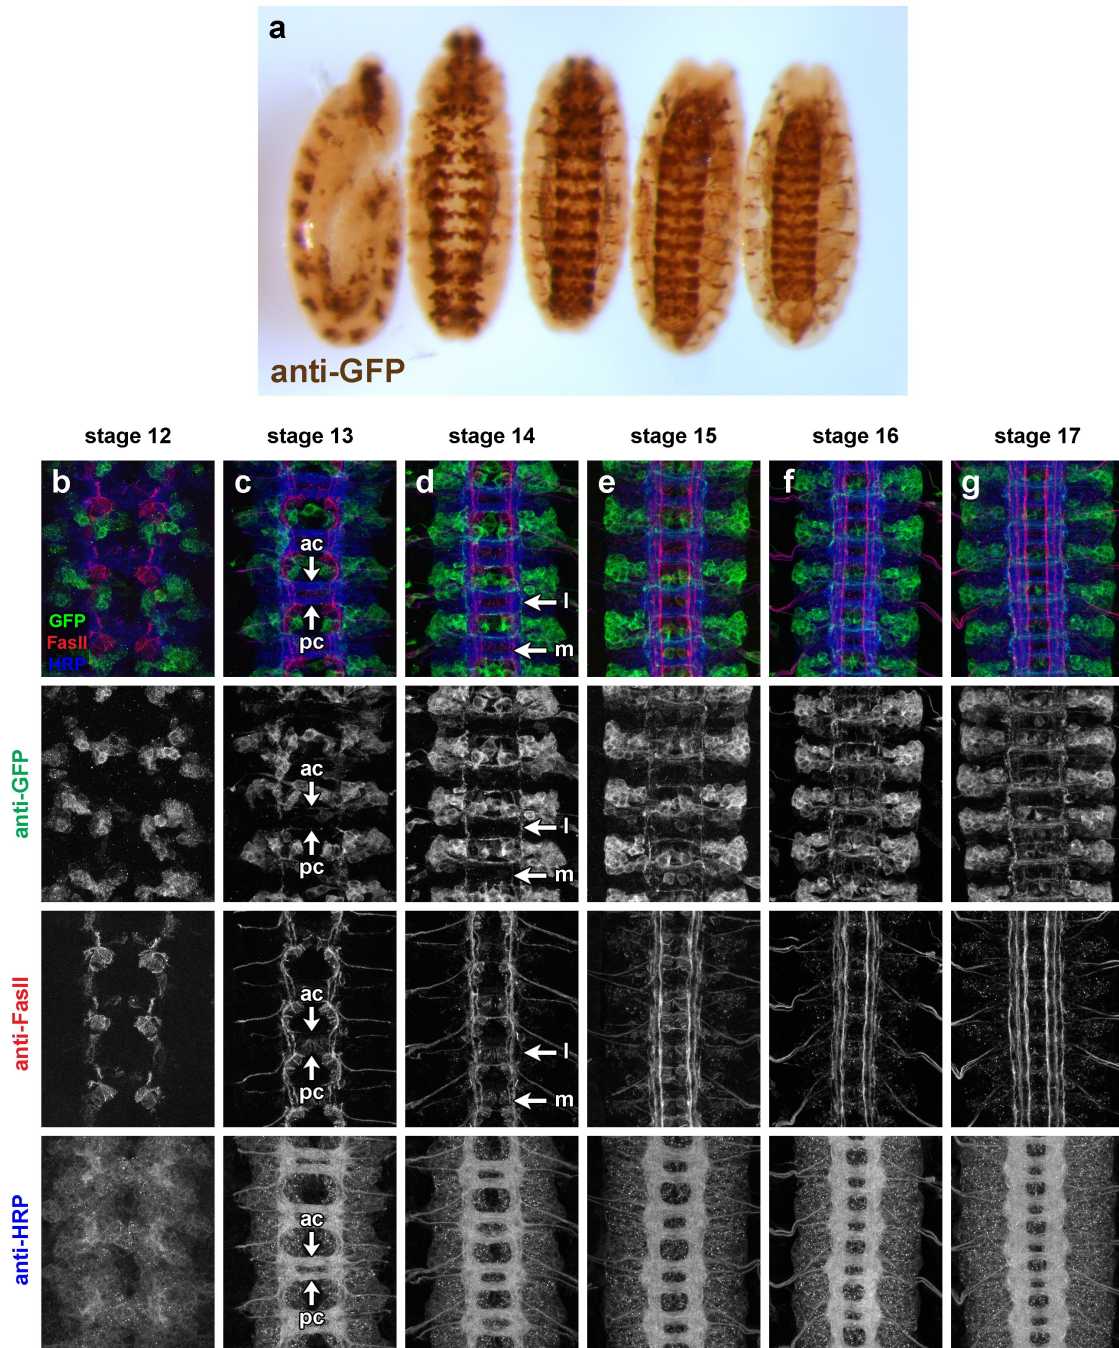 a
anti-GFP
stage 12
stage 13
stage 14
stage 15
stage 16
stage 17
b
c
d
e
f
g
ac
pc
l
m
GFP
FasII
HRP
anti-GFP
ac
pc
l
m
anti-FasII
ac
pc
l
m
anti-HRP
ac
pc